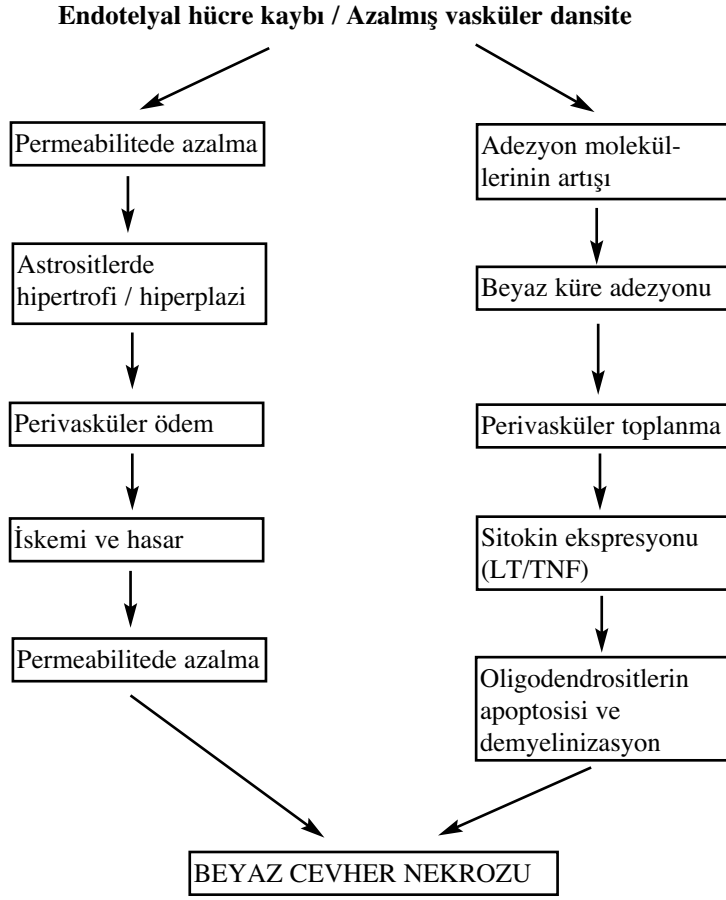 Endotelyal hücre kaybı / Azalmış vasküler dansite
Permeabilitede azalma
Astrositlerde
hipertrofi / hiperplazi
Perivasküler ödem
İskemi ve hasar
Permeabilitede azalma
Adezyon molekül-
lerinin artışı
Beyaz küre adezyonu
Perivasküler toplanma
Sitokin ekspresyonu
(LT/TNF)
Oligodendrositlerin
apoptosisi ve
demyelinizasyon
BEYAZ CEVHER NEKROZU